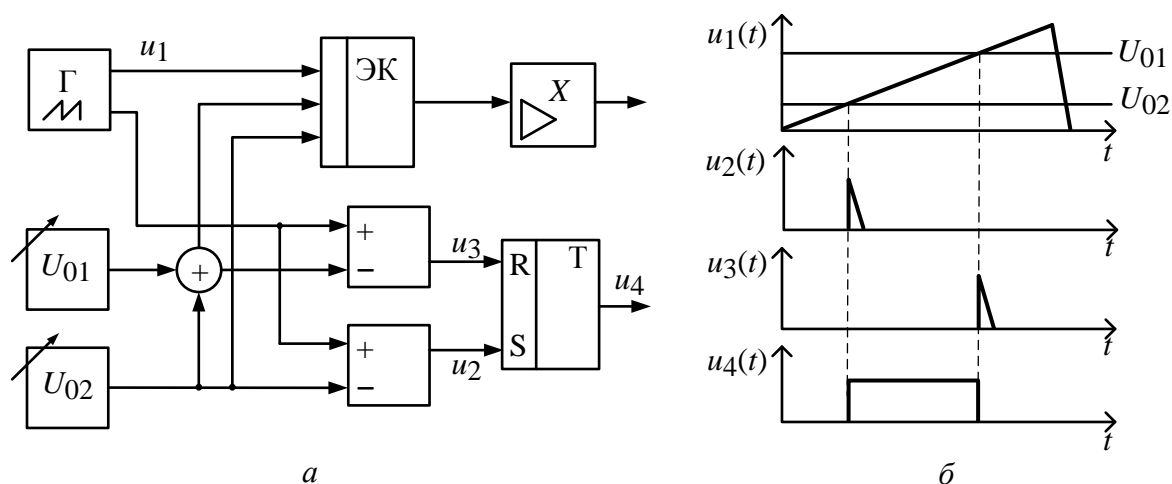 u1
Г
ЭК
X
U01
+
U02
+
−
u3
+
−
u2
R
S
T
u4
а
u1(t)
U01
U02
t
u2(t)
t
u3(t)
t
u4(t)
t
б